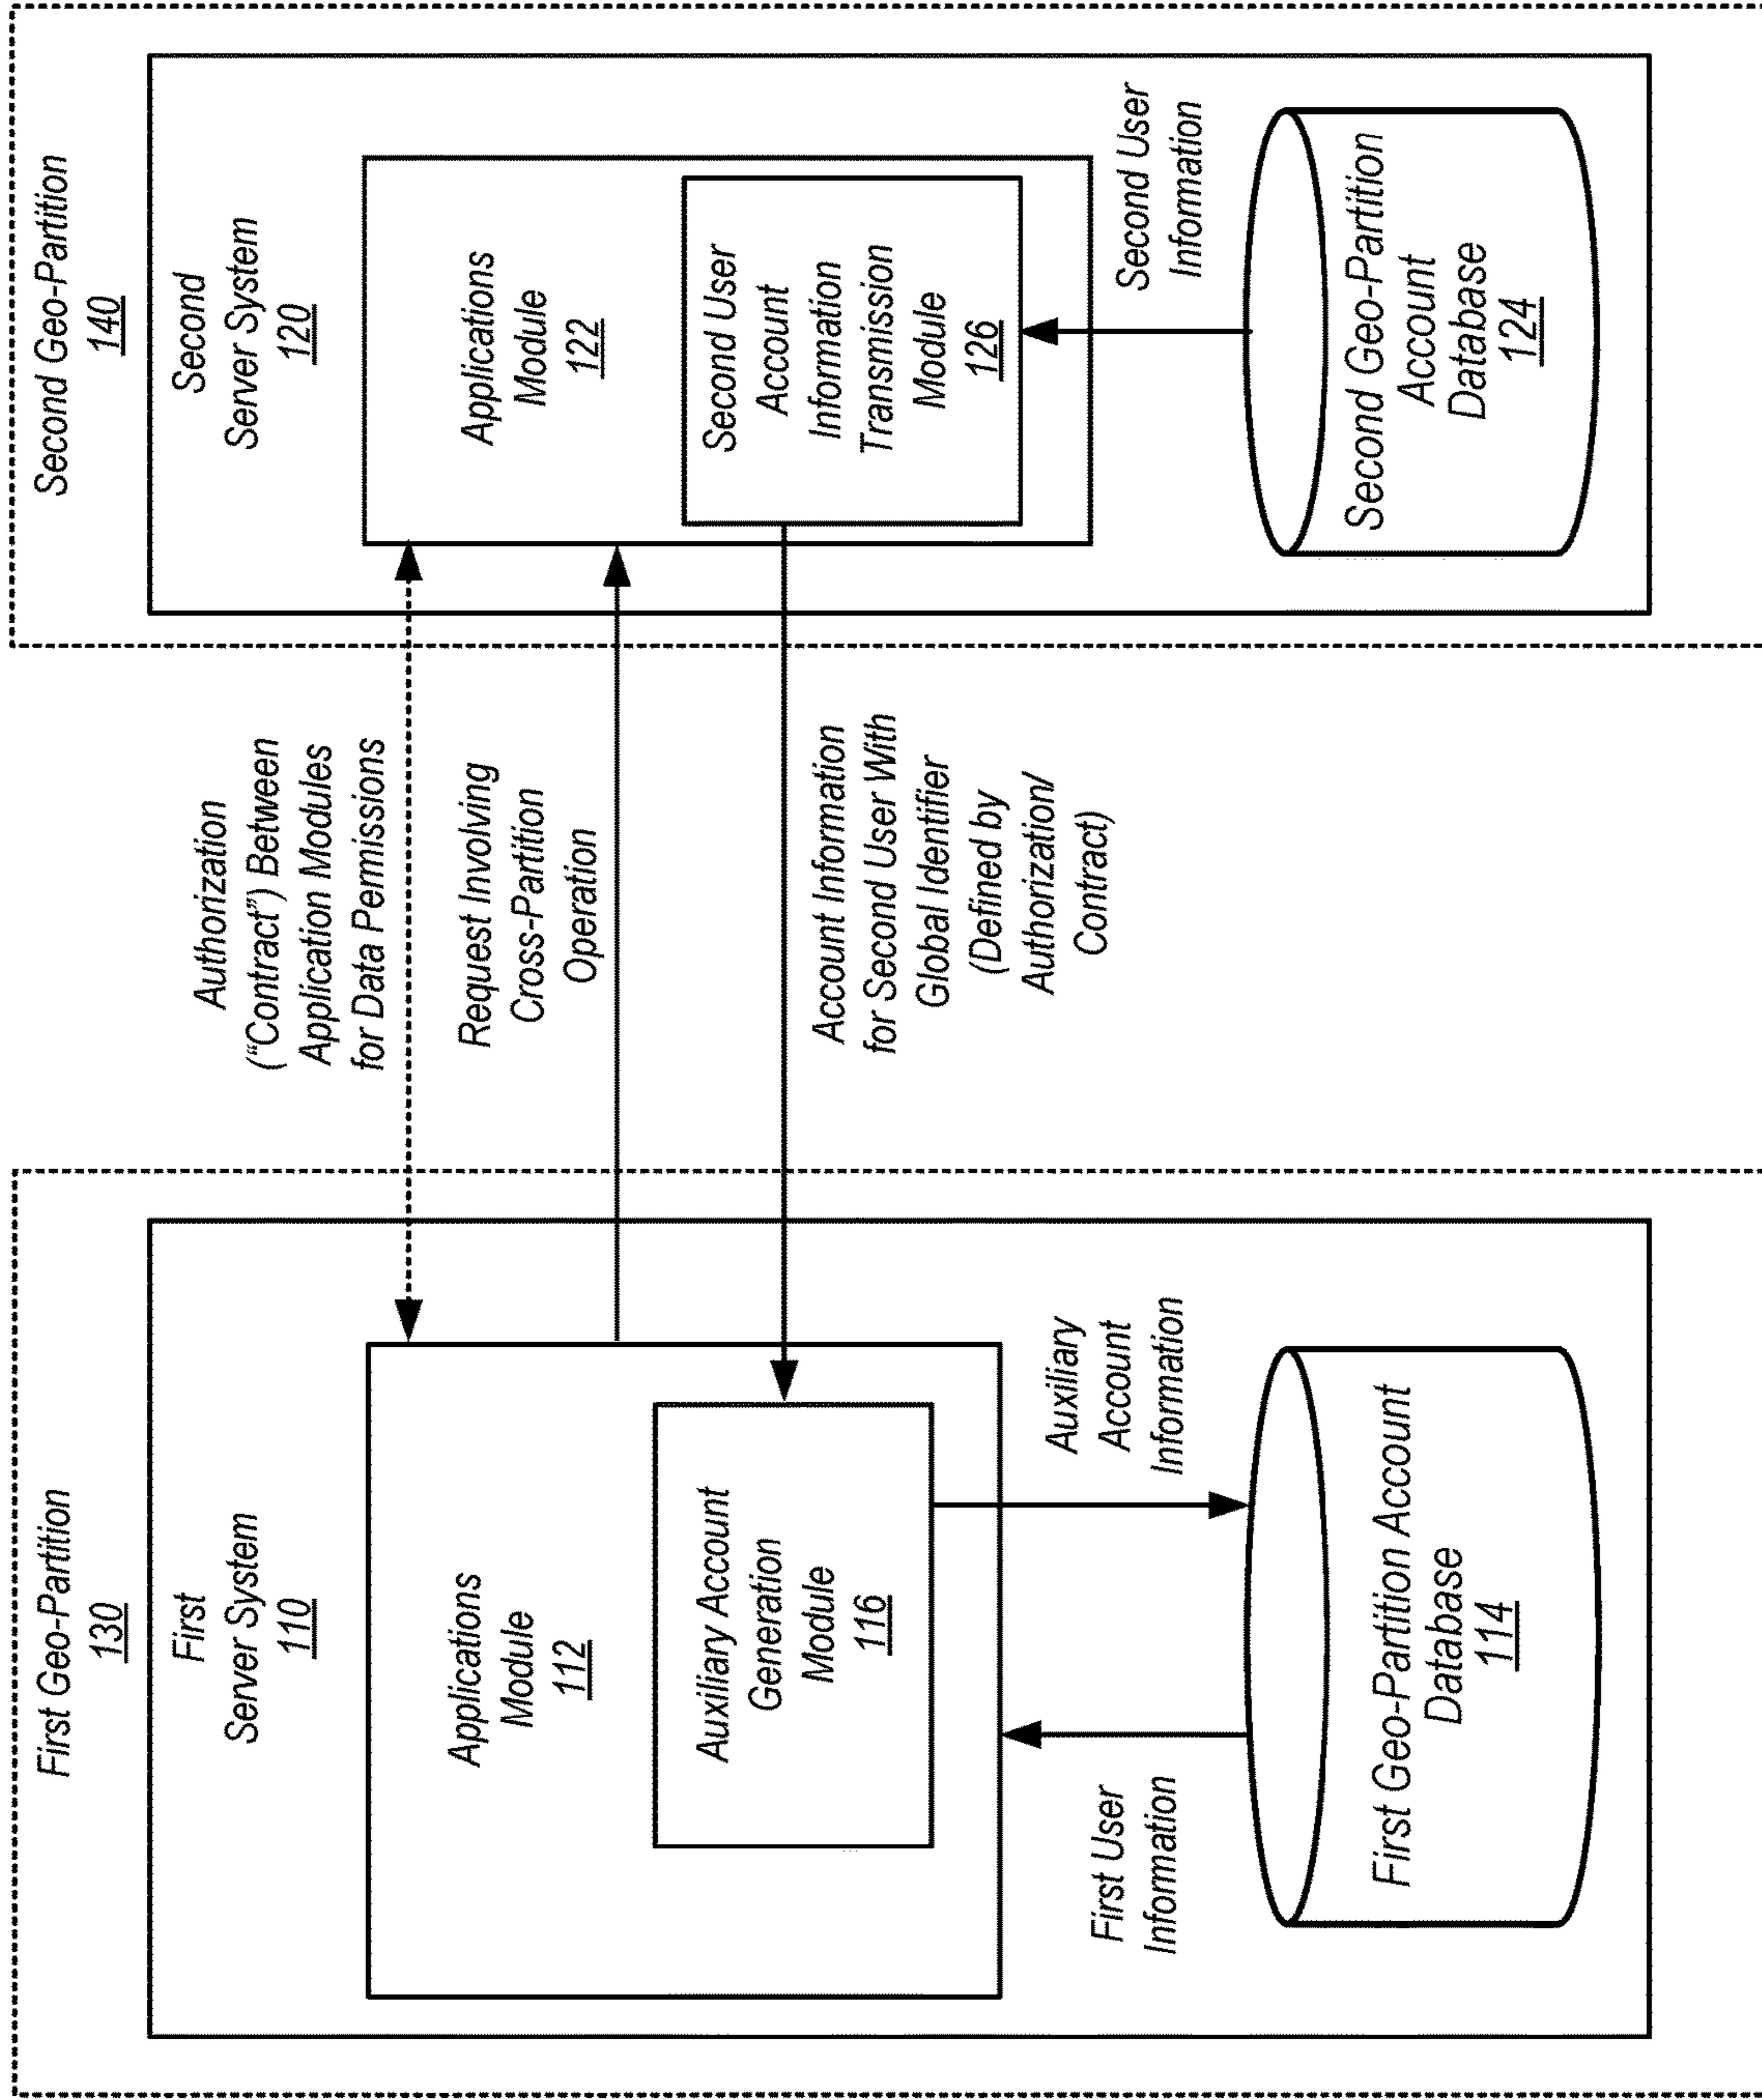 First Geo-Partition
130
First
Server System
110
Applications
Module
112
Auxiliary Account
Generation
Module
116
First User
Information
Auxiliary
Account
Information
First Geo-Partition Account
Database
114
Authorization
(“Contract”) Between
Application Modules
for Data Permissions
Request Involving
Cross-Partition
Operation
Account Information
for Second User With
Global Identifier
(Defined by
Authorization/
Contract)
Second Geo-Partition
140
Second
Server System
120
Applications
Module
122
Second User
Account
Information
Transmission
Module
126
Second User
Information
Second Geo-Partition
Account
Database
124